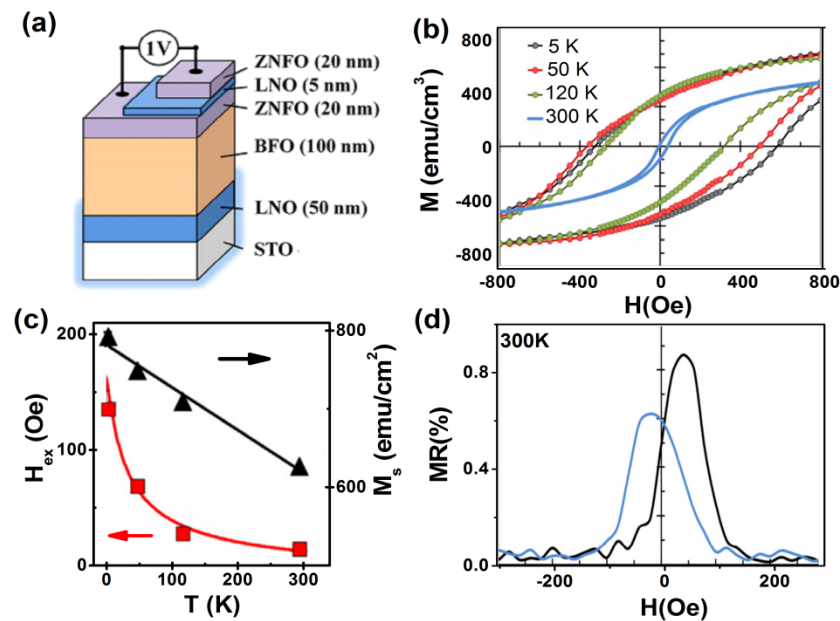 (a)
1V
ZNFO (20 nm)
LNO (5 nm)
ZNFO (20 nm)
BFO (100 nm)
LNO (50 nm)
STO
(b)
800
400
0
-400
-800
M (emu/cm³)
5 K
50 K
120 K
300 K
-800 -400 0 400 800
H(Oe)
(c)
200
100
0
Hex (Oe)
800
600
Ms (emu/cm²)
0 100 200 300
T (K)
(d)
300K
0.8
0.4
0.0
MR(%)
-200 0 200
H(Oe)